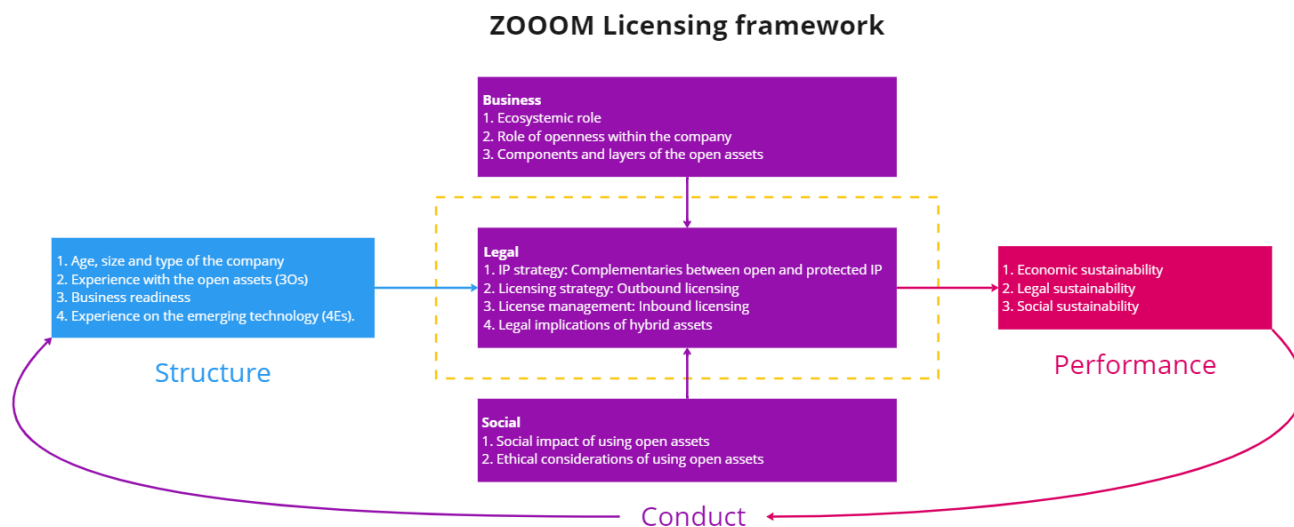 ZOOOM Licensing framework
Business
1. Ecosystemic role
2. Role of openness within the company
3. Components and layers of the open assets
1. Age, size and type of the company
2. Experience with the open assets (3Os)
3. Business readiness
4. Experience on the emerging technology (4Es).
Structure
Legal
1. IP strategy: Complementaries between open and protected IP
2. Licensing strategy: Outbound licensing
3. License management: Inbound licensing
4. Legal implications of hybrid assets
1. Economic sustainability
2. Legal sustainability
3. Social sustainability
Performance
Social
1. Social impact of using open assets
2. Ethical considerations of using open assets
Conduct